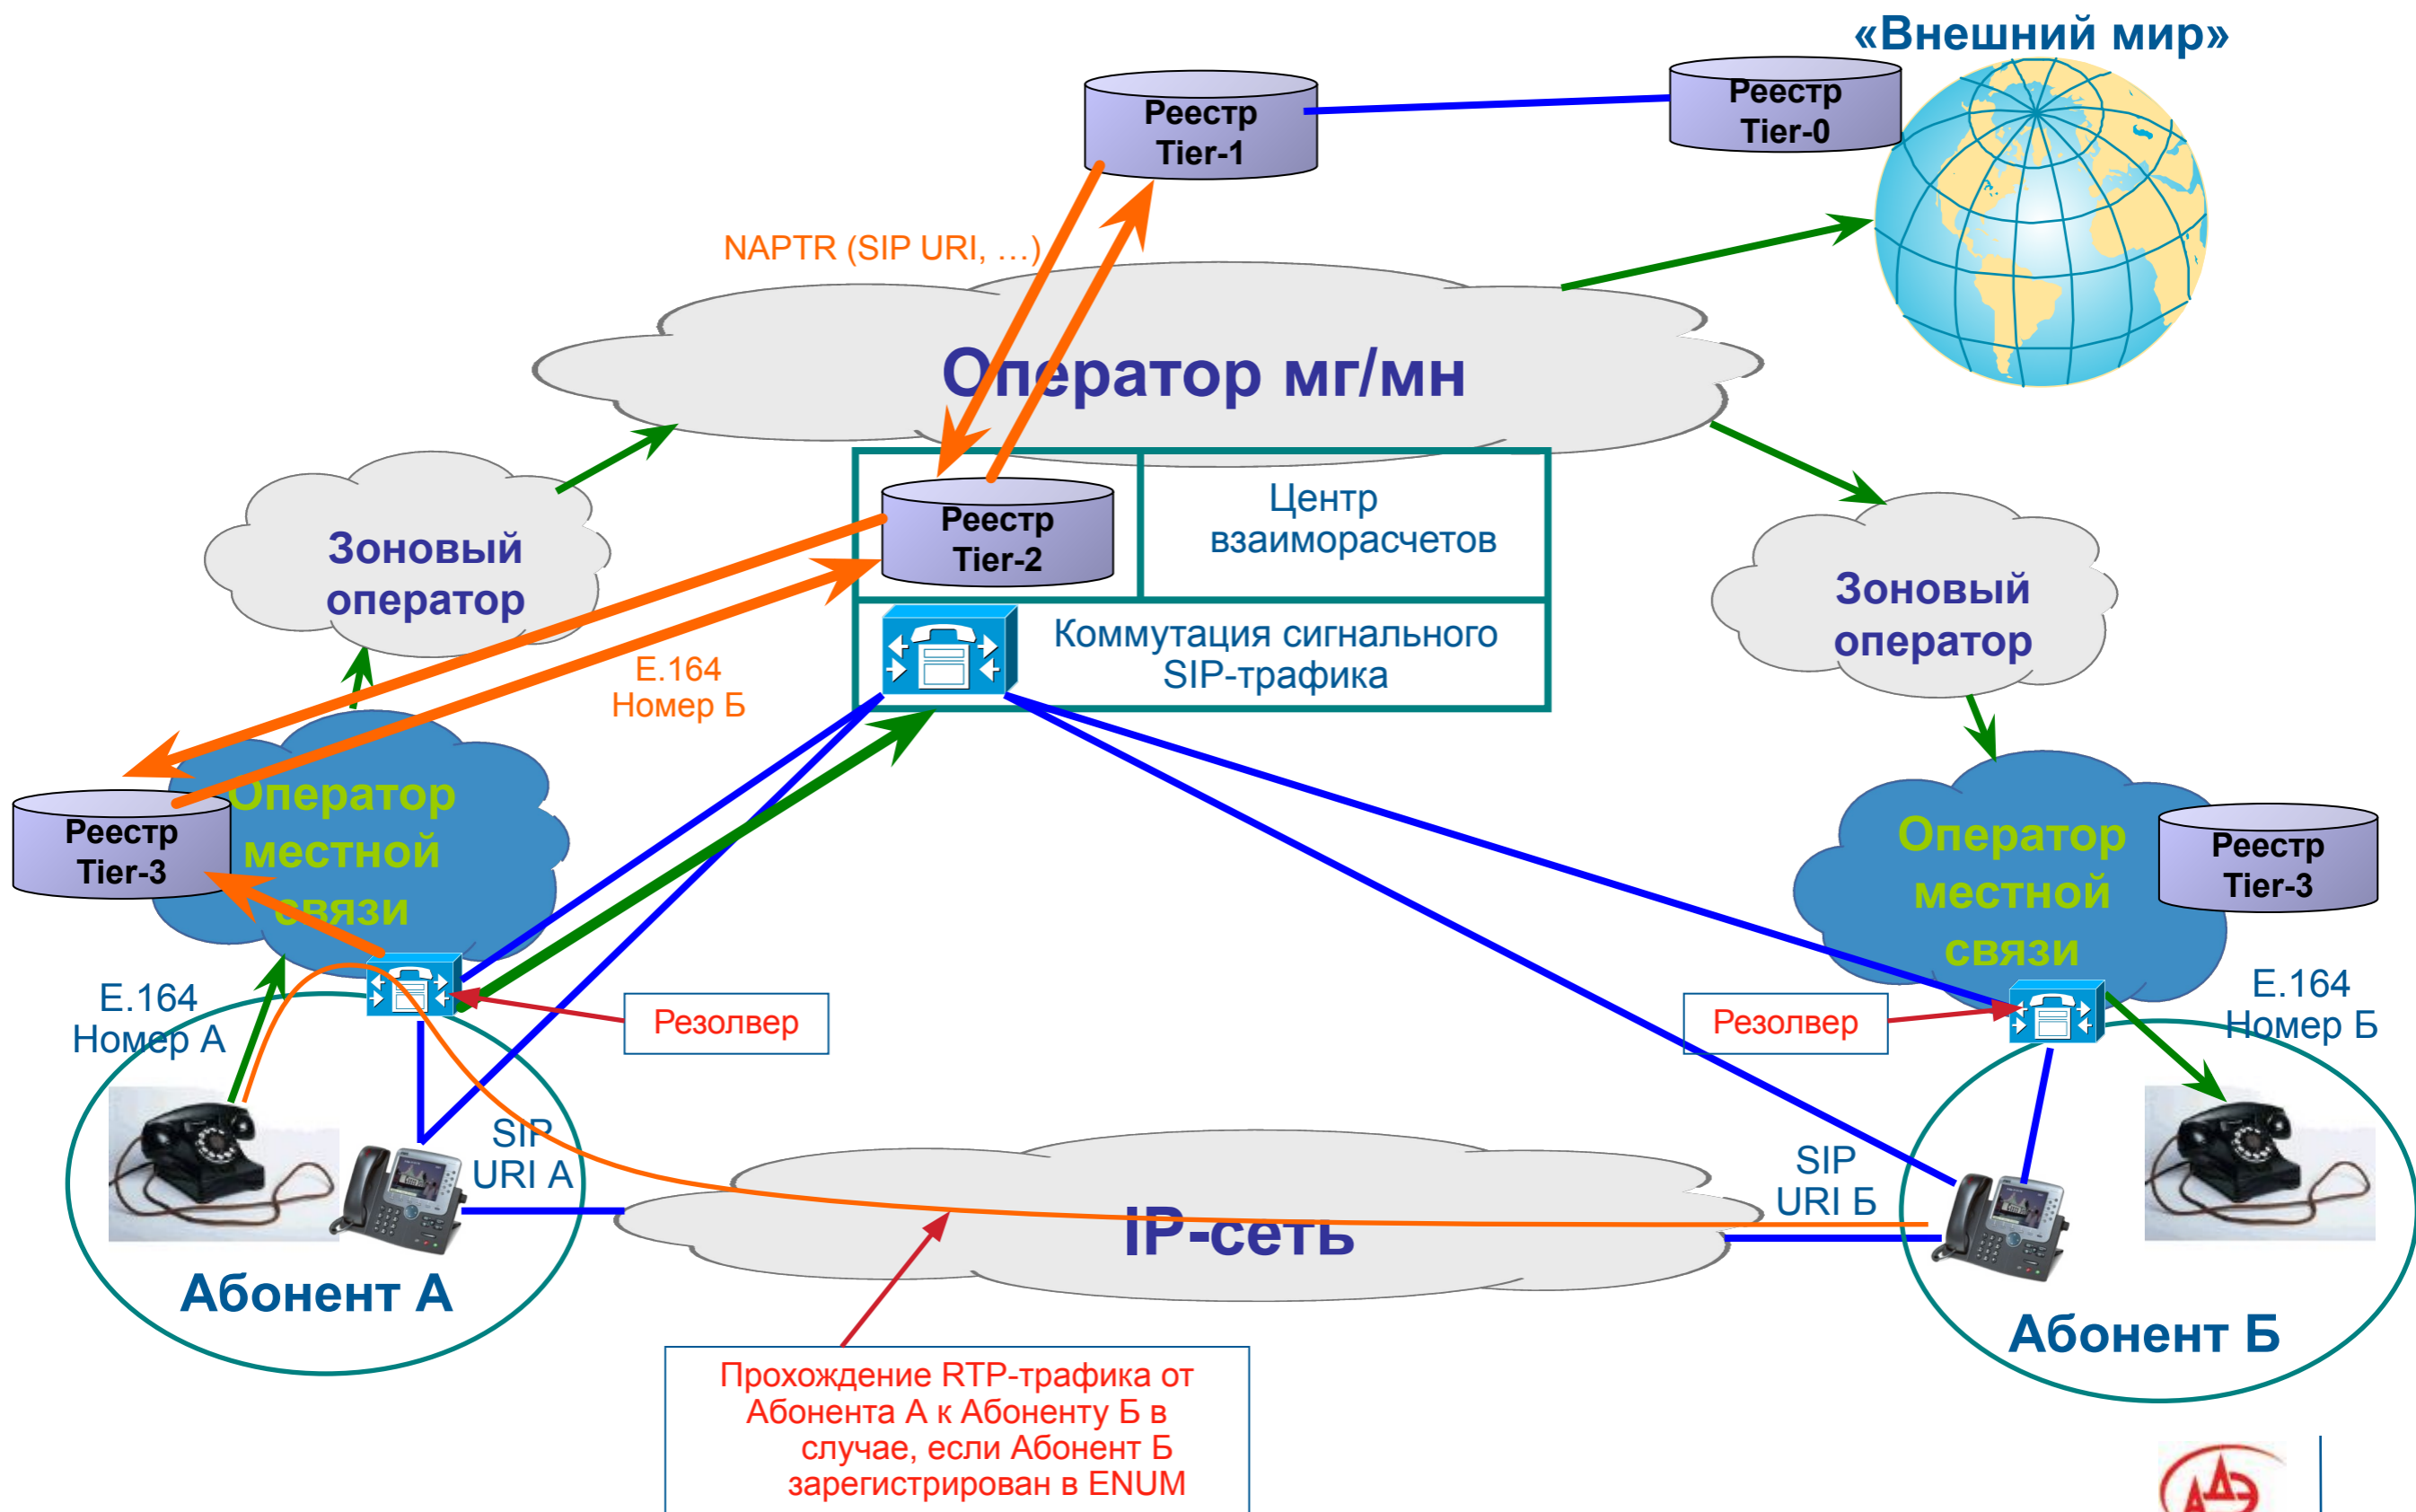 «Внешний мир»
Реестр
Tier-0
Реестр
Tier-1
NAPTR (SIP URI, …)
Оператор мг/мн
Реестр
Tier-2
Центр
взаиморасчетов
Зоновый
оператор
Зоновый
оператор
Коммутация сигнального
SIP-трафика
E.164
Номер Б
Оператор
местной
связи
Реестр
Tier-3
Оператор
местной
связи
Реестр
Tier-3
E.164
Номер А
Резолвер
Резолвер
E.164
Номер Б
SIP
URI А
SIP
URI Б
IP-сеть
Абонент А
Абонент Б
Прохождение RTP-трафика от
Абонента А к Абоненту Б в
случае, если Абонент Б
зарегистрирован в ENUM
АДЭ